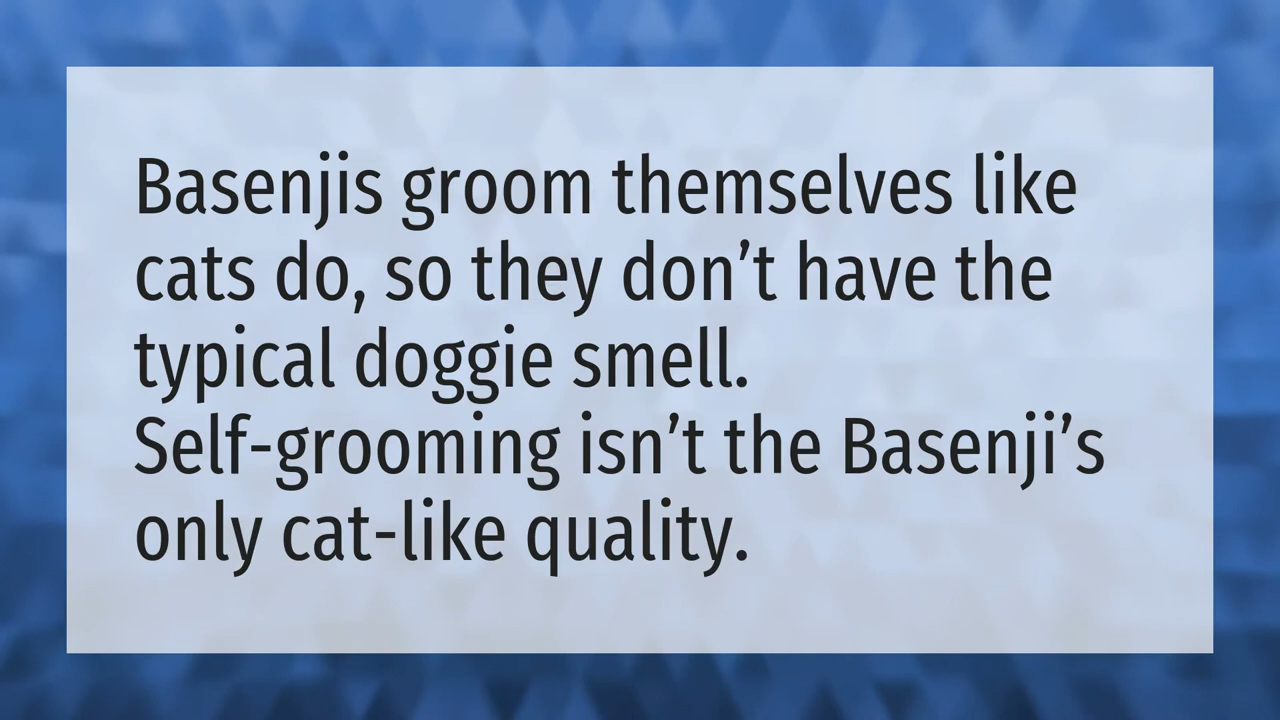 Basenjis groom themselves like
cats do, so they don’t have the
typical doggie smell.
Self-grooming isn’t the Basenji’s
only cat-like quality.